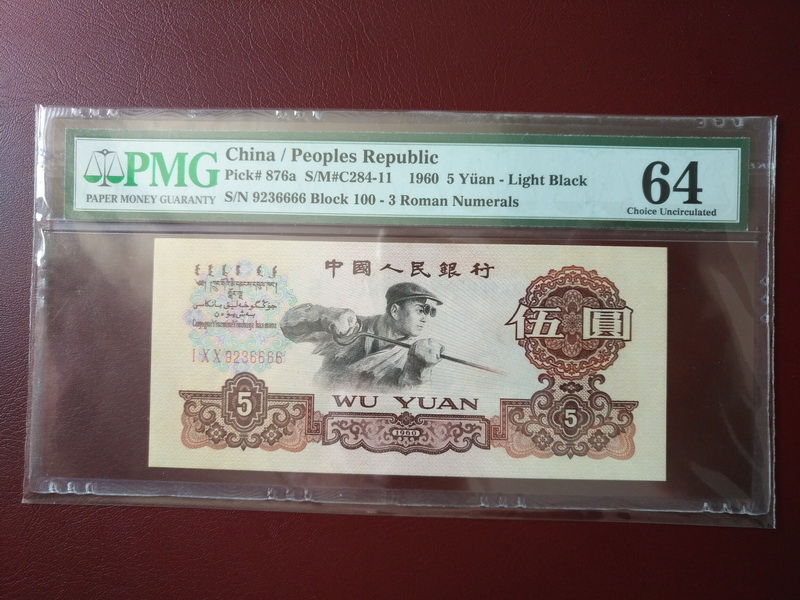 PMG
PAPER MONEY GUARANTY
China / Peoples Republic
Pick# 876a S/M#C284-11 1960 5 Yüan - Light Black
S/N 9236666 Block 100 - 3 Roman Numerals
64
Choice Uncirculated
中國人民銀行
伍圓
I X X 9236666
5
WU YUAN
1960
5